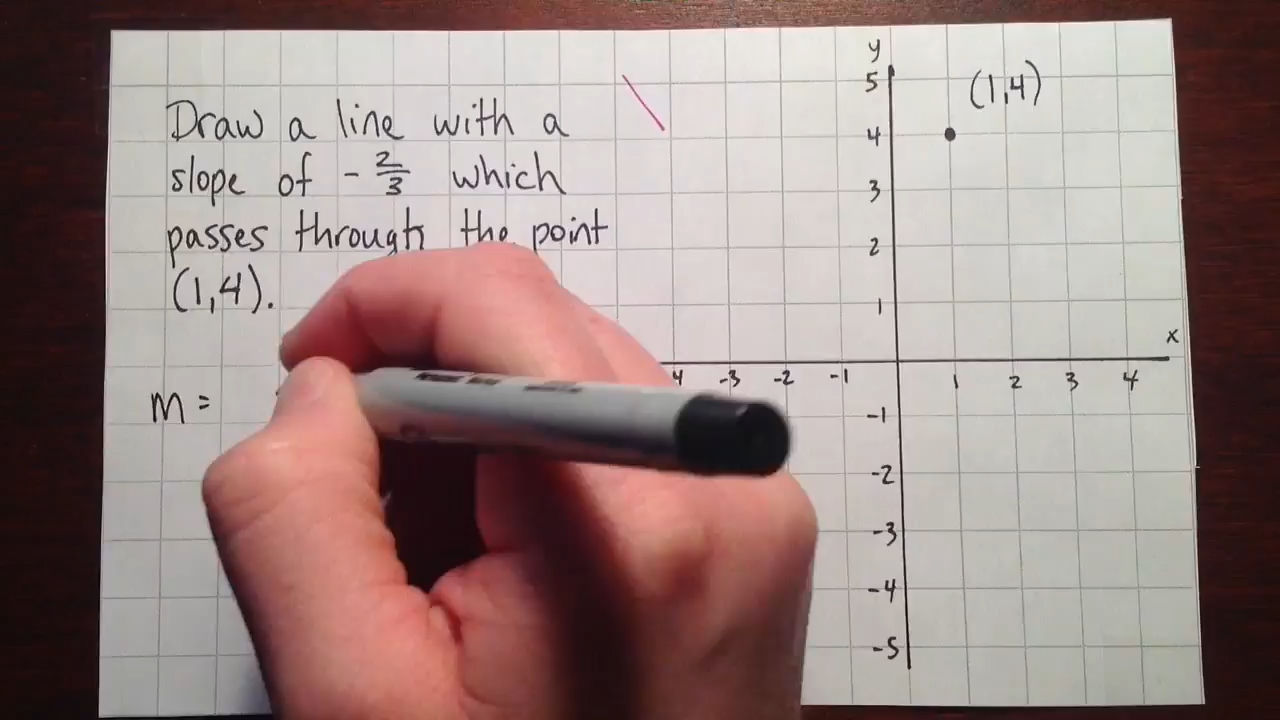 Draw a line with a
slope of -2/3 which
passes through the point
(1,4).
m =
y
5
(1,4)
4
3
2
1
x
4 -3 -2 -1 1 2 3 4
-1
-2
-3
-4
-5